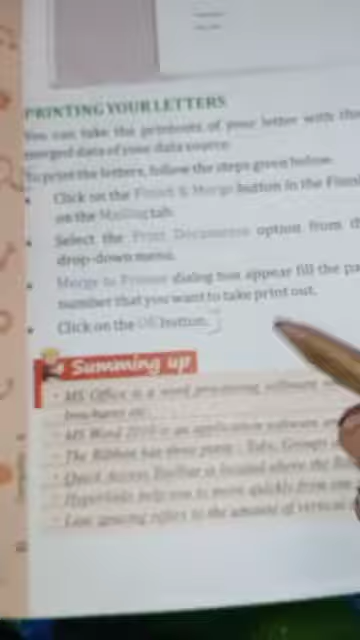 PRINTING YOUR LETTERS
You can take the printouts of your letter with the
merged data of your data source.
To print the letters, follow the steps given below.
• Click on the Finish & Merge button in the
on the Mailing tab.
• Select the Print Documents option from
drop-down menu.
• Merge to Printer dialog box appear fill the
number that you want to take print out.
• Click on the OK button.
Summing up
• MS Office is a word processing software
brochures etc.
• MS Word 2010 is an application software
• The Ribbon has three parts : Tabs, Groups
• Quick Access Toolbar is located above the
• Hyperlinks help you to move quickly from one
• Line spacing refers to the amount of vertical